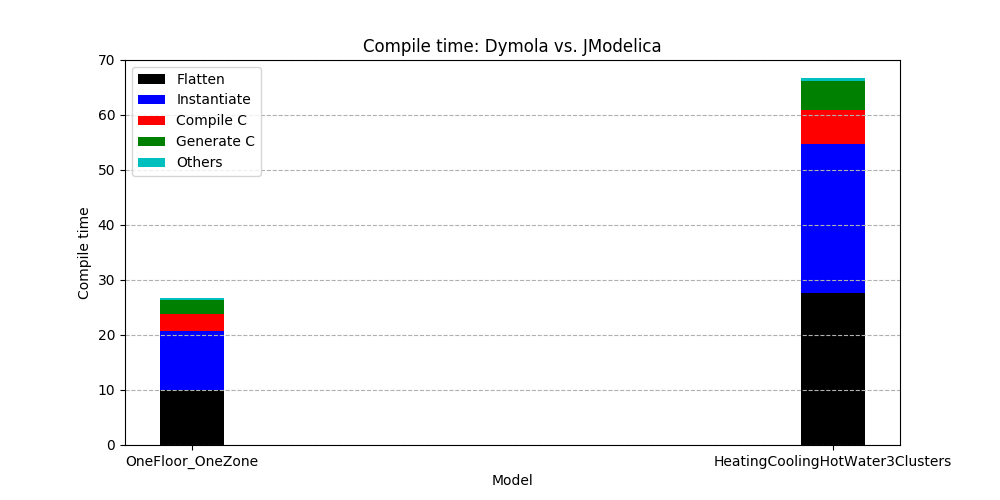 Compile time: Dymola vs. JModelica
70
60
50
40
30
20
10
0
Compile time
Flatten
Instantiate
Compile C
Generate C
Others
OneFloor_OneZone
HeatingCoolingHotWater3Clusters
Model